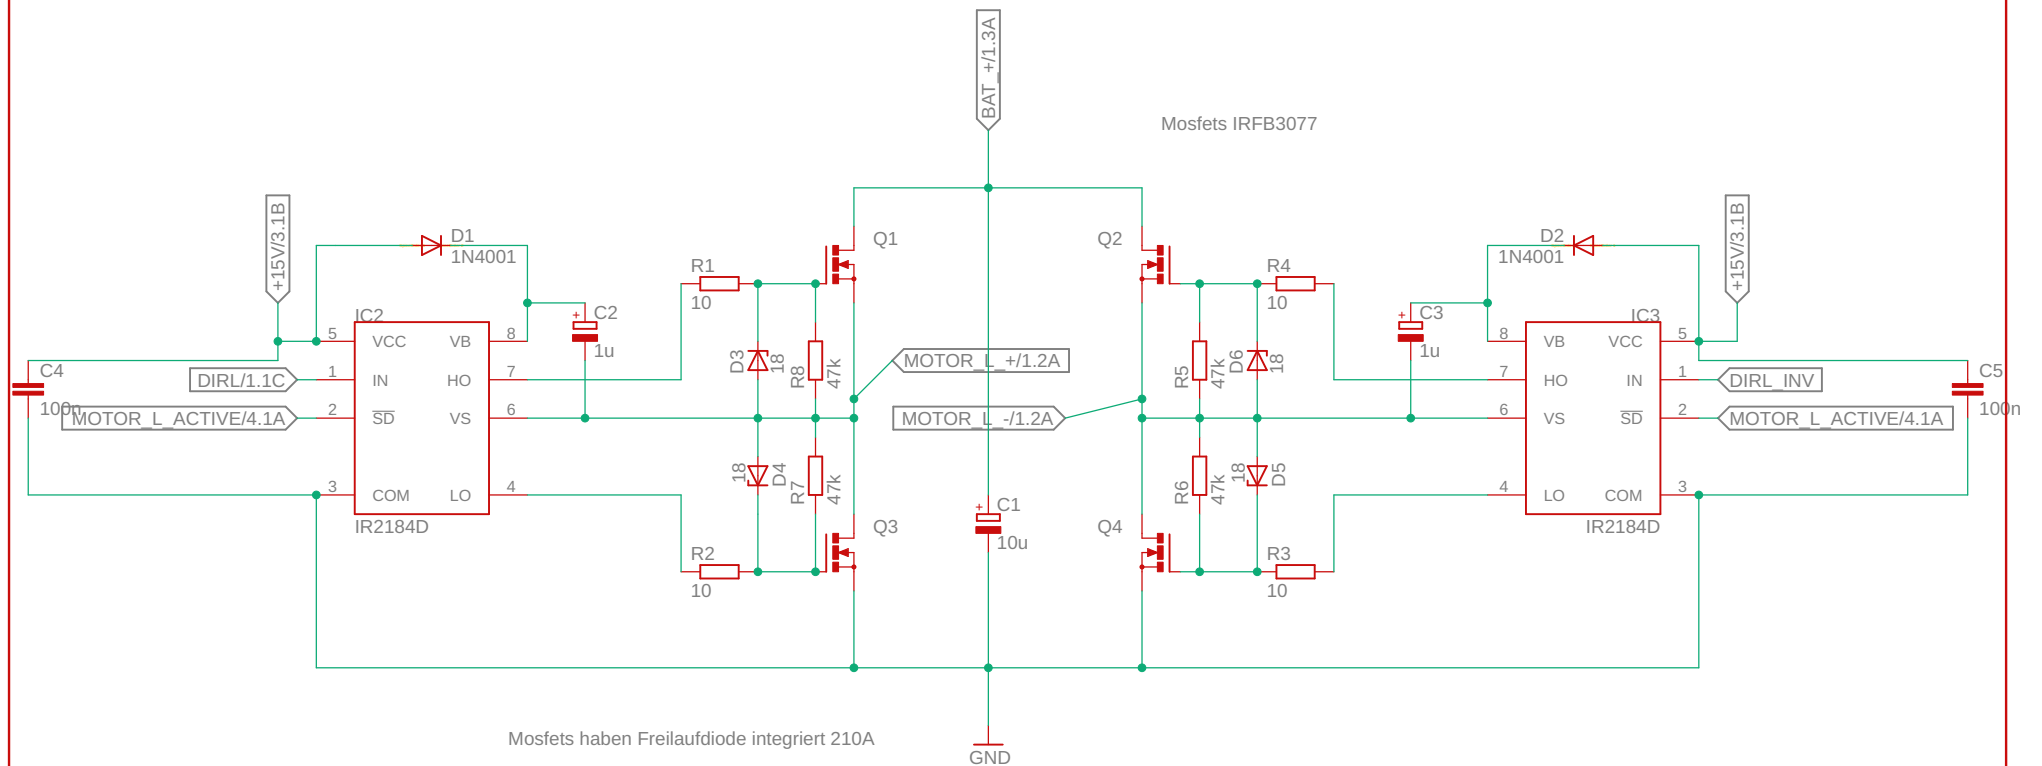 BAT_+/1.3A
Mosfets IRFB3077
+15V/3.1B
D1
1N4001
Q1
Q2
D2
1N4001
+15V/3.1B
R1
10
R4
10
IC2
C2
1u
C3
1u
IC3
5 VCC VB 8
1 IN HO 7
2 SD VS 6
3 COM LO 4
IR2184D
8 VB VCC 5
7 HO IN 1
6 VS SD 2
4 LO COM 3
IR2184D
C4
100n
DIRL/1.1C
MOTOR_L_ACTIVE/4.1A
D3
18
R8
47k
MOTOR_L_+/1.2A
MOTOR_L_-/1.2A
R5
47k
D6
18
DIRL_INV
MOTOR_L_ACTIVE/4.1A
C5
100n
18
D4
R7
47k
R6
47k
18
D5
Q3
C1
10u
Q4
R2
10
R3
10
Mosfets haben Freilaufdiode integriert 210A
GND